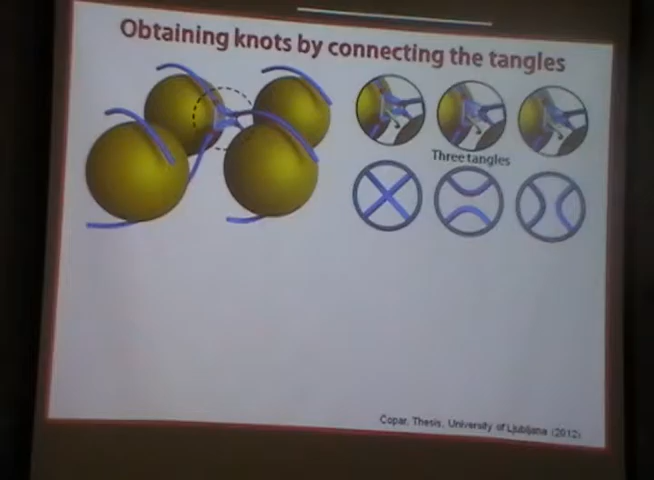 Obtaining knots by connecting the tangles
Three tangles
Copar, Thesis, University of Ljubljana (2012)